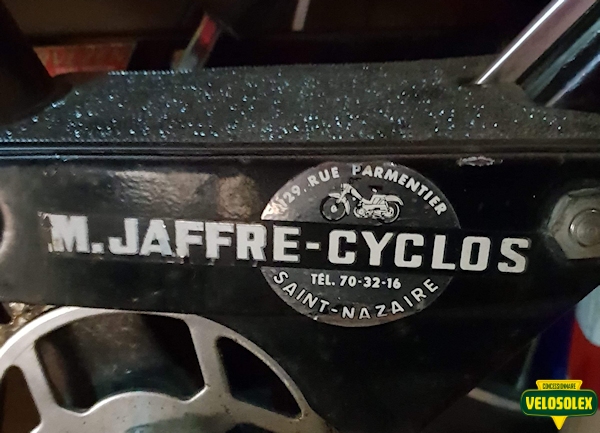 29. RUE PARMENTIER
M. JAFFRE-CYCLOS
TÉL. 70-32-16
SAINT-NAZAIRE
CONCESSIONNAIRE
VELOSOLEX